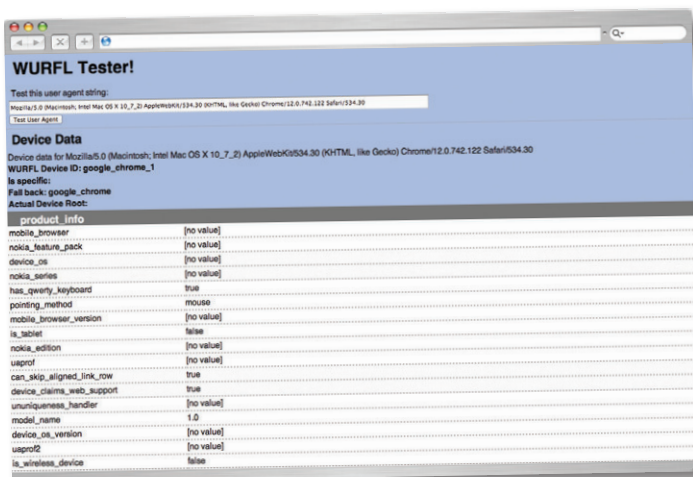 WURFL Tester!
Test this user agent string:
Mozilla/5.0 (Macintosh; Intel Mac OS X 10_7_2) AppleWebKit/534.30 (KHTML, like Gecko) Chrome/12.0.742.122 Safari/534.30
Test User Agent
Device Data
Device data for Mozilla/5.0 (Macintosh; Intel Mac OS X 10_7_2) AppleWebKit/534.30 (KHTML, like Gecko) Chrome/12.0.742.122 Safari/534.30
WURFL Device ID: google_chrome_1
Is specific:
Fall back: google_chrome
Actual Device Root:
product_info
mobile_browser [no value]
nokia_feature_pack [no value]
device_os [no value]
nokia_series [no value]
has_qwerty_keyboard true
pointing_method mouse
mobile_browser_version [no value]
is_tablet false
nokia_edition [no value]
uaprof [no value]
can_skip_aligned_link_row true
device_claims_web_support true
ununiqueness_handler [no value]
model_name 1.0
device_os_version [no value]
uaprof2 [no value]
is_wireless_device false